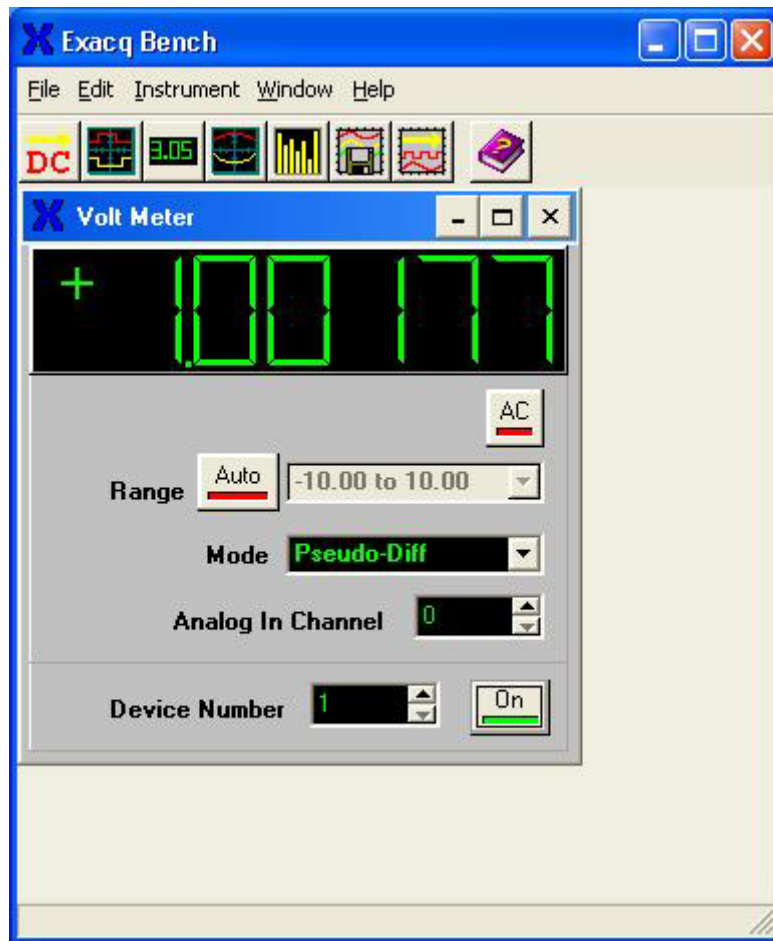 Exacq Bench
File Edit Instrument Window Help
DC 3.05 ?
Volt Meter
+ 1.00177
AC
Range Auto -10.00 to 10.00
Mode Pseudo-Diff
Analog In Channel 0
Device Number 1 On